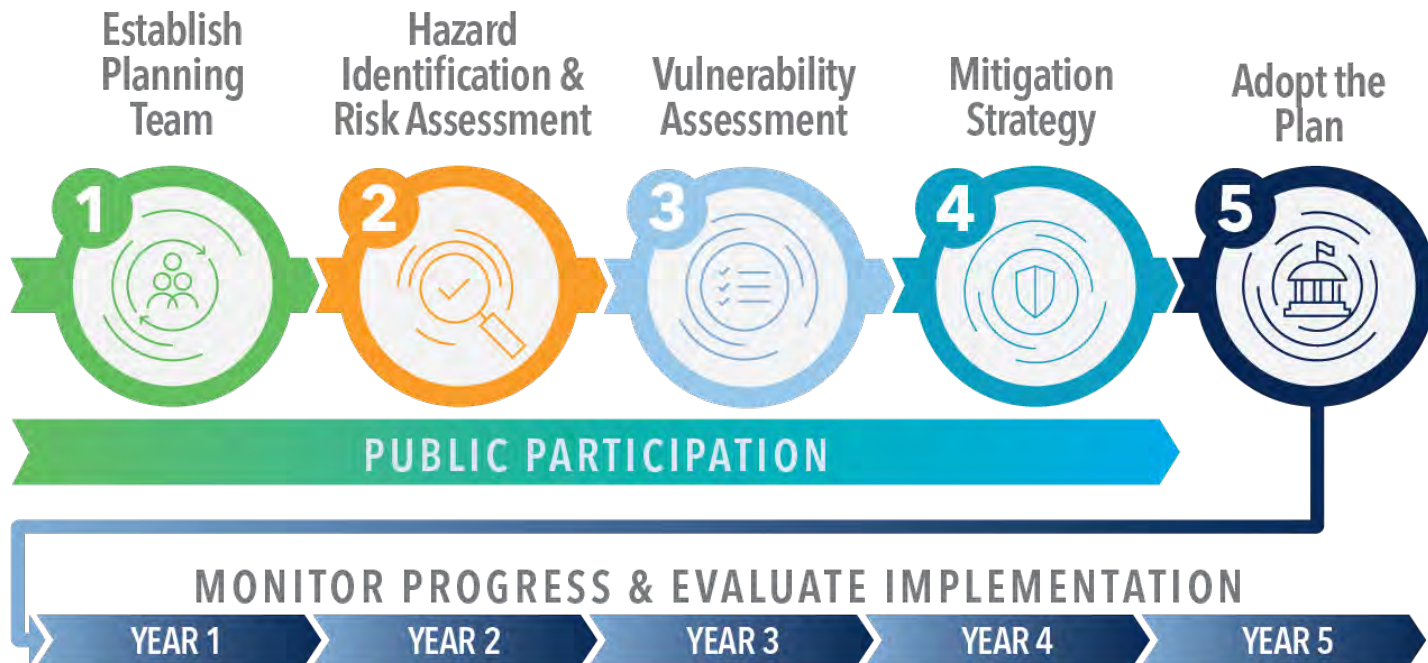 Establish
Planning
Team
1
Hazard
Identification &
Risk Assessment
2
Vulnerability
Assessment
3
Mitigation
Strategy
4
Adopt the
Plan
5
PUBLIC PARTICIPATION
MONITOR PROGRESS & EVALUATE IMPLEMENTATION
YEAR 1
YEAR 2
YEAR 3
YEAR 4
YEAR 5